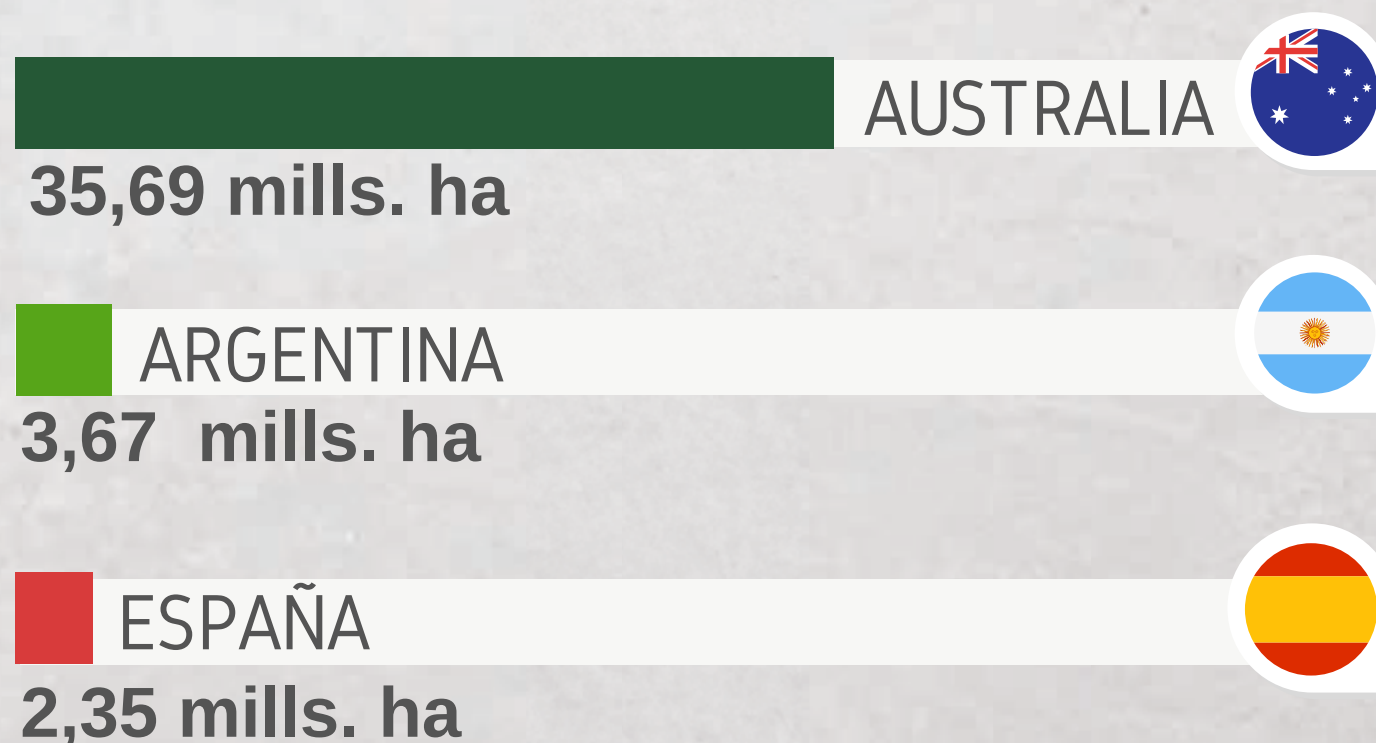 AUSTRALIA
35,69 mills. ha
ARGENTINA
3,67 mills. ha
ESPAÑA
2,35 mills. ha